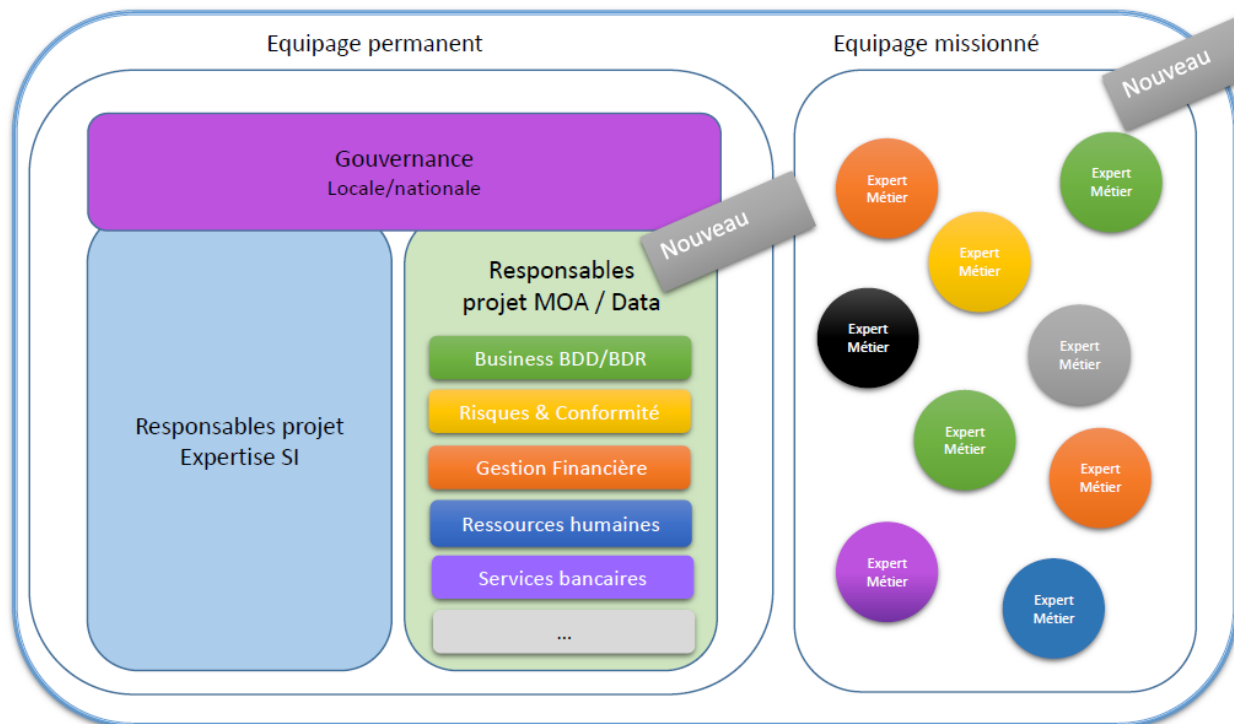 Equipage permanent
Equipage missionné
Nouveau
Gouvernance
Locale/nationale
Nouveau
Responsables projet
Expertise SI
Responsables
projet MOA / Data
Business BDD/BDR
Risques & Conformité
Gestion Financière
Ressources humaines
Services bancaires
...
Expert
Métier
Expert
Métier
Expert
Métier
Expert
Métier
Expert
Métier
Expert
Métier
Expert
Métier
Expert
Métier
Expert
Métier